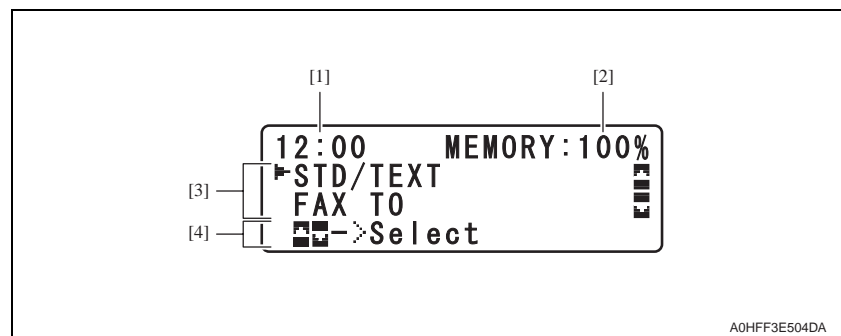 [1] [2]
12:00 MEMORY:100%
[3] STD/TEXT
FAX TO
[4] ->Select
A0HFF3E504DA